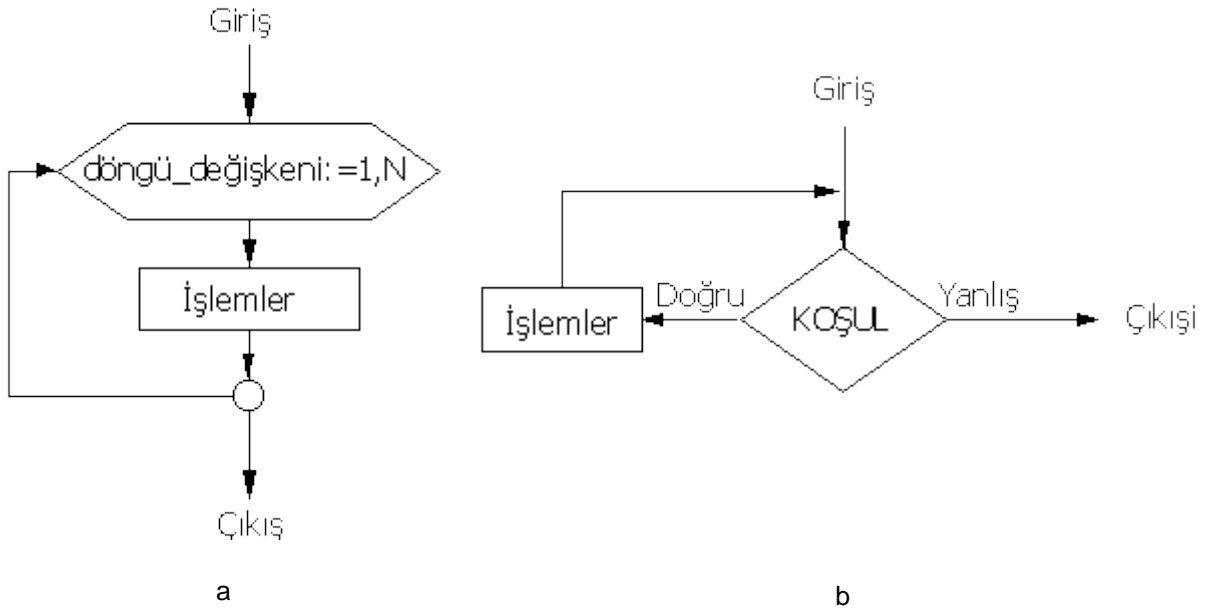 Giriş
döngü_değişkeni:=1,N
İşlemler
Çıkış
a
Giriş
Doğru
KOŞUL
Yanlış
İşlemler
Çıkışi
b